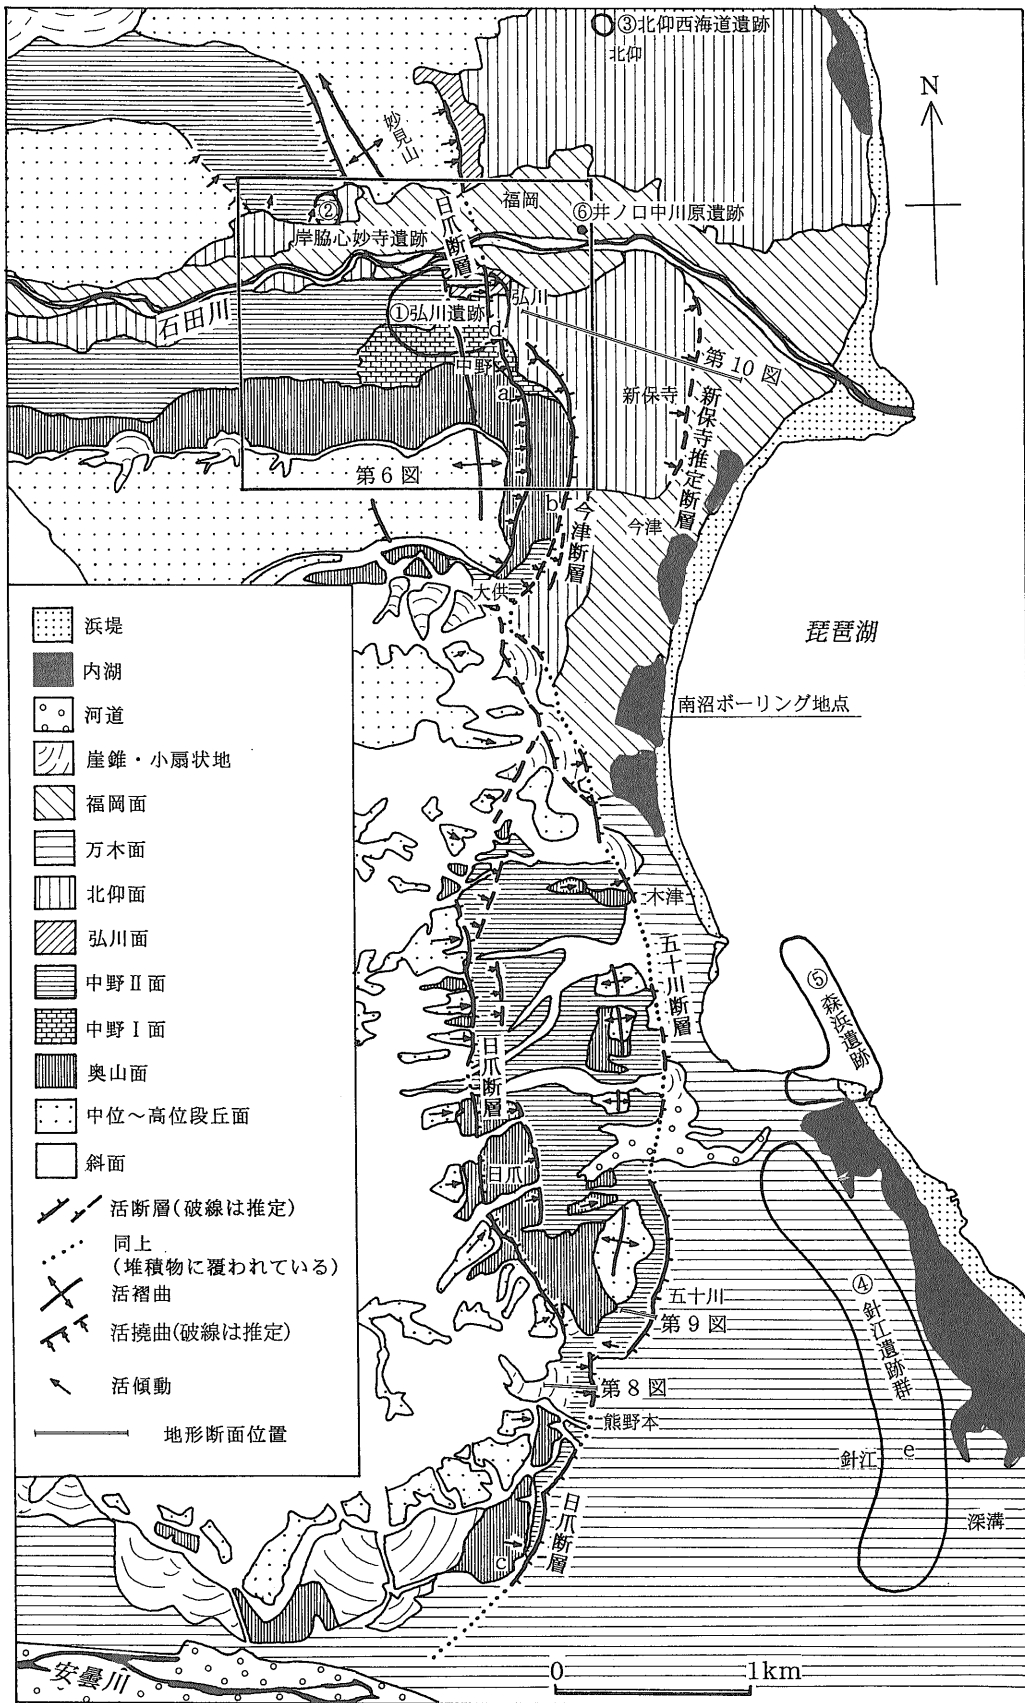 ③北仰西海道遺跡
北仰
N
妙見山
②
福岡
⑥井ノ口中川原遺跡
岸脇心妙寺遺跡
日爪断層
石田川
①弘川遺跡
弘川
d
中野
a
第10図
新保寺
新保寺推定断層
第6図
b
今津断層
今津
大供
琵琶湖
南沼ボーリング地点
浜堤
内湖
河道
崖錐・小扇状地
福岡面
万木面
北仰面
弘川面
中野Ⅱ面
中野Ⅰ面
奥山面
中位~高位段丘面
斜面
活断層(破線は推定)
同上
(堆積物に覆われている)
活褶曲
活撓曲(破線は推定)
活傾動
地形断面位置
木津
五十川断層
⑤森浜遺跡
日爪断層
日爪
④針江遺跡群
五十川
第9図
第8図
熊野本
針江
e
深溝
日爪断層
c
安曇川
0 1km